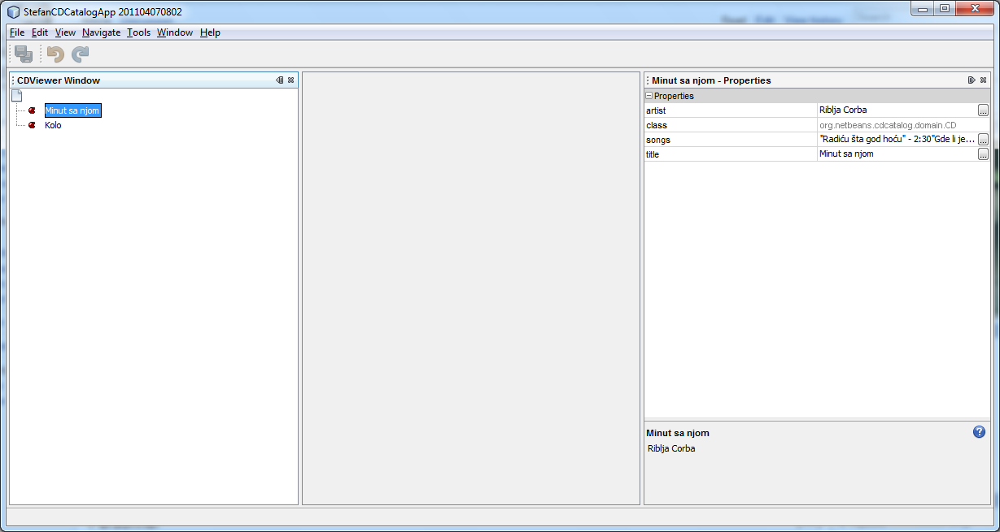 StefanCDCatalogApp 201104070802
File Edit View Navigate Tools Window Help
CDViewer Window
Minut sa njom
Kolo
Minut sa njom - Properties
Properties
artist Riblja Corba ...
class org.netbeans.cdcatalog.domain.CD
songs "Radiću šta god hoću" - 2:30"Gde li je... ...
title Minut sa njom ...
Minut sa njom
Riblja Corba